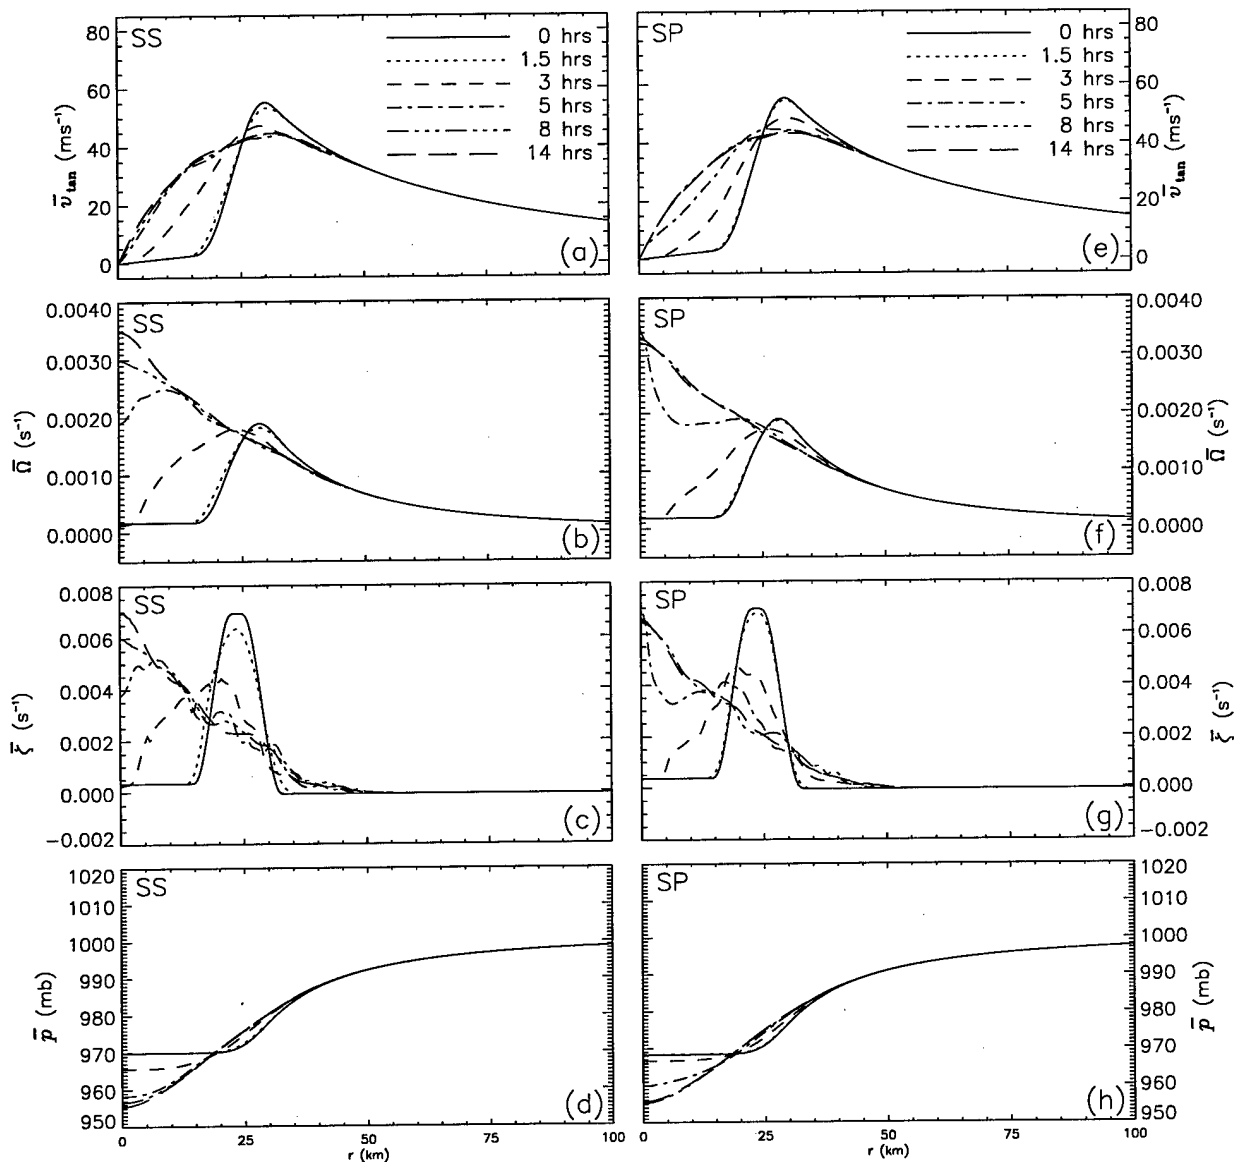 SS
0 hrs
1.5 hrs
3 hrs
5 hrs
8 hrs
14 hrs
80
60
40
20
0
v̄tan (ms⁻¹)
(a)
SP
0 hrs
1.5 hrs
3 hrs
5 hrs
8 hrs
14 hrs
80
60
40
20
0
v̄tan (ms⁻¹)
(e)
SS
0.0040
0.0030
0.0020
0.0010
0.0000
Ω̄ (s⁻¹)
(b)
SP
0.0040
0.0030
0.0020
0.0010
0.0000
Ω̄ (s⁻¹)
(f)
SS
0.008
0.006
0.004
0.002
0.000
−0.002
ζ̄ (s⁻¹)
(c)
SP
0.008
0.006
0.004
0.002
0.000
−0.002
ζ̄ (s⁻¹)
(g)
SS
1020
1010
1000
990
980
970
960
950
p̄ (mb)
(d)
0 25 50 75 100
r (km)
SP
1020
1010
1000
990
980
970
960
950
p̄ (mb)
(h)
0 25 50 75 100
r (km)